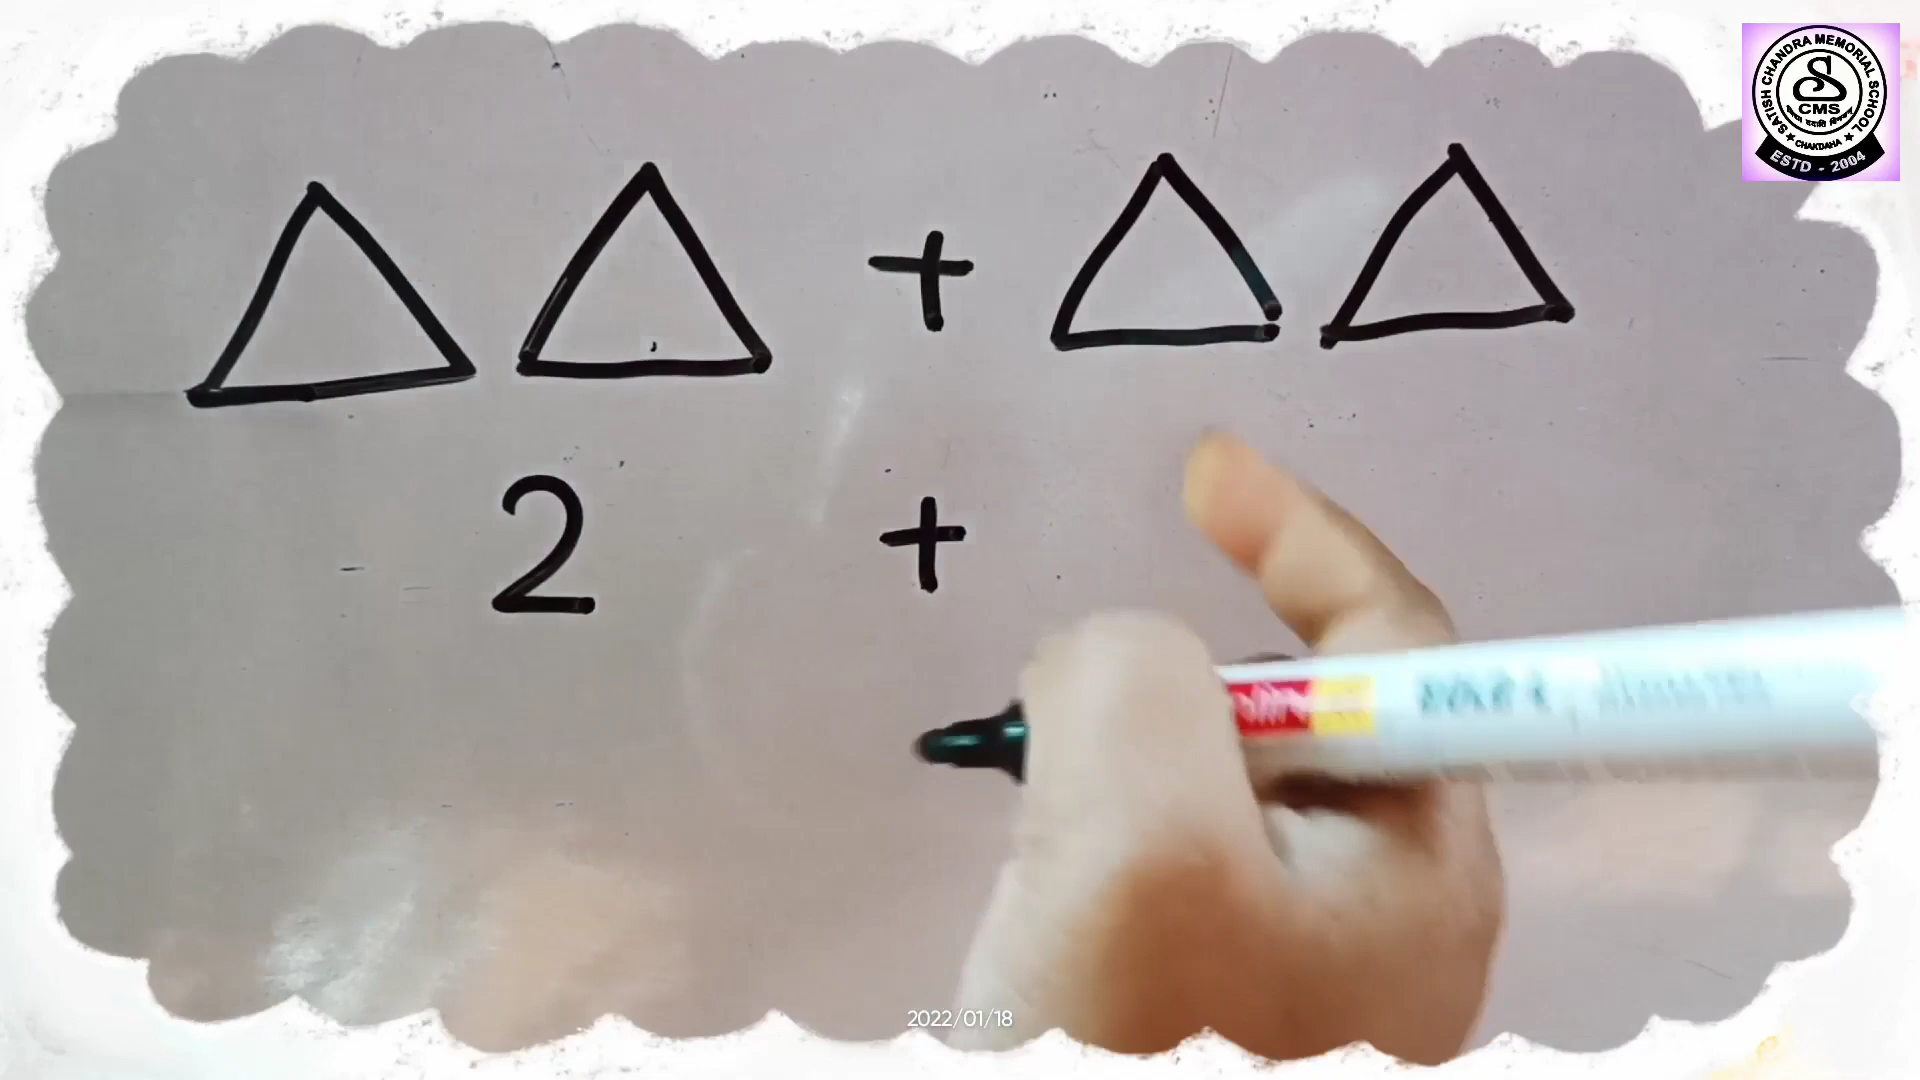 +
2 +
SATISH CHANDRA MEMORIAL SCHOOL
S
CMS
CHAKDAHA
ESTD - 2004
2022/01/18